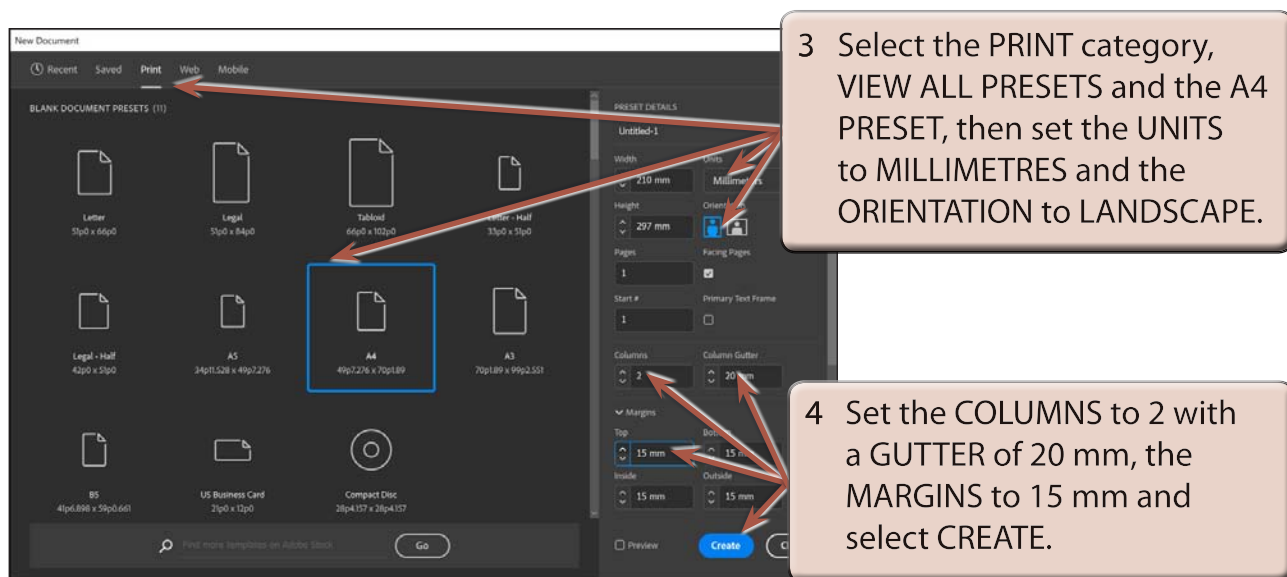 New Document
Recent Saved Print Web Mobile
BLANK DOCUMENT PRESETS (11)
Letter
51p0 x 66p0
Legal
51p0 x 84p0
Tabloid
66p0 x 102p0
Letter - Half
33p0 x 51p0
Legal - Half
42p0 x 51p0
A5
34p11.528 x 49p7.276
A4
49p7.276 x 70p1.89
A3
70p1.89 x 99p2.551
B5
41p6.898 x 59p0.661
US Business Card
21p0 x 12p0
Compact Disc
28p4.157 x 28p4.157
Find more templates on Adobe Stock Go
PRESET DETAILS
Untitled-1
Width Units
210 mm Millimeters
Height Orientation
297 mm
Pages Facing Pages
1
Start # Primary Text Frame
1
Columns Column Gutter
2 20 mm
Margins
Top Bottom
15 mm 15 mm
Inside Outside
15 mm 15 mm
Preview Create
3 Select the PRINT category,
VIEW ALL PRESETS and the A4
PRESET, then set the UNITS
to MILLIMETRES and the
ORIENTATION to LANDSCAPE.
4 Set the COLUMNS to 2 with
a GUTTER of 20 mm, the
MARGINS to 15 mm and
select CREATE.